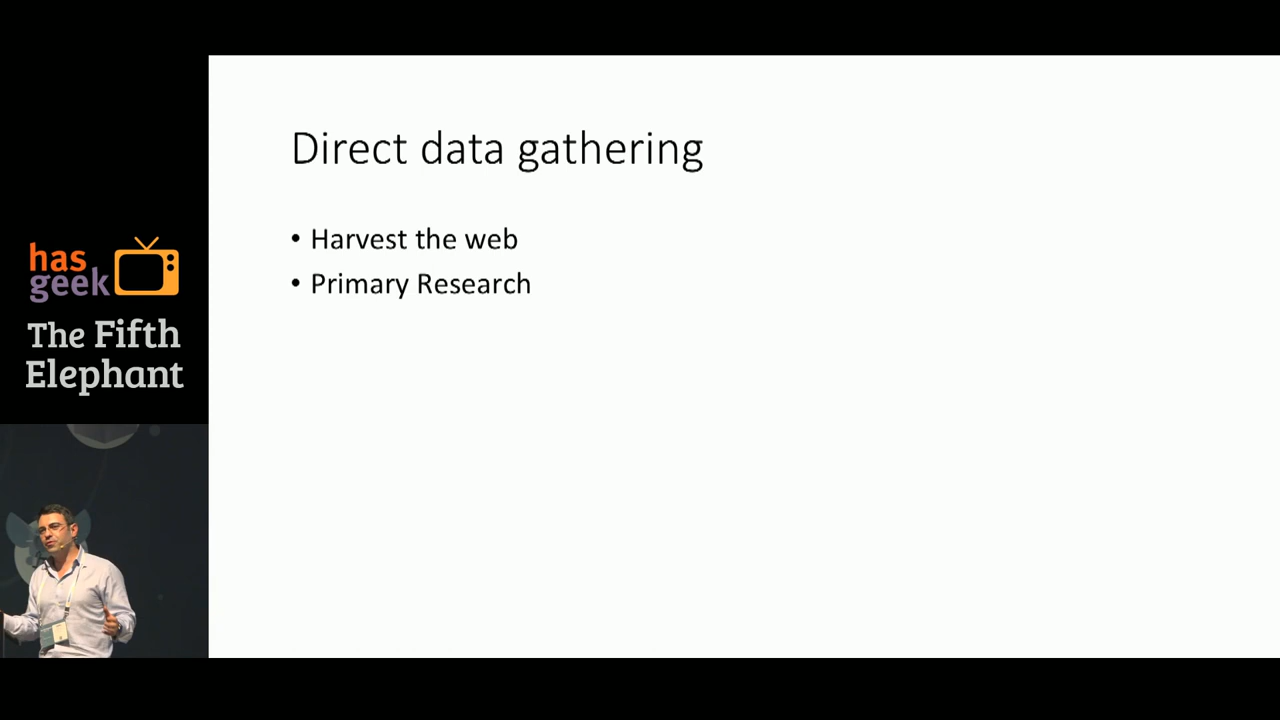 Direct data gathering
• Harvest the web
• Primary Research
has
geek
The Fifth
Elephant